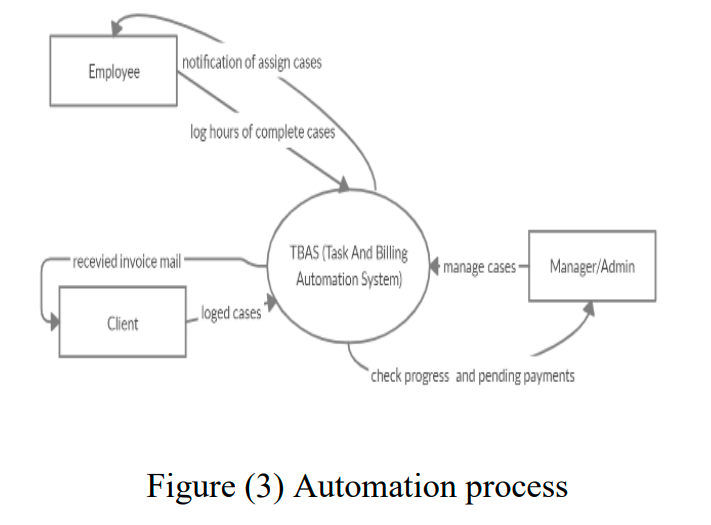 notification of assign cases
Employee
log hours of complete cases
TBAS (Task And Billing
Automation System)
recevied invoice mail
manage cases
Manager/Admin
loged cases
Client
check progress and pending payments
Figure (3) Automation process